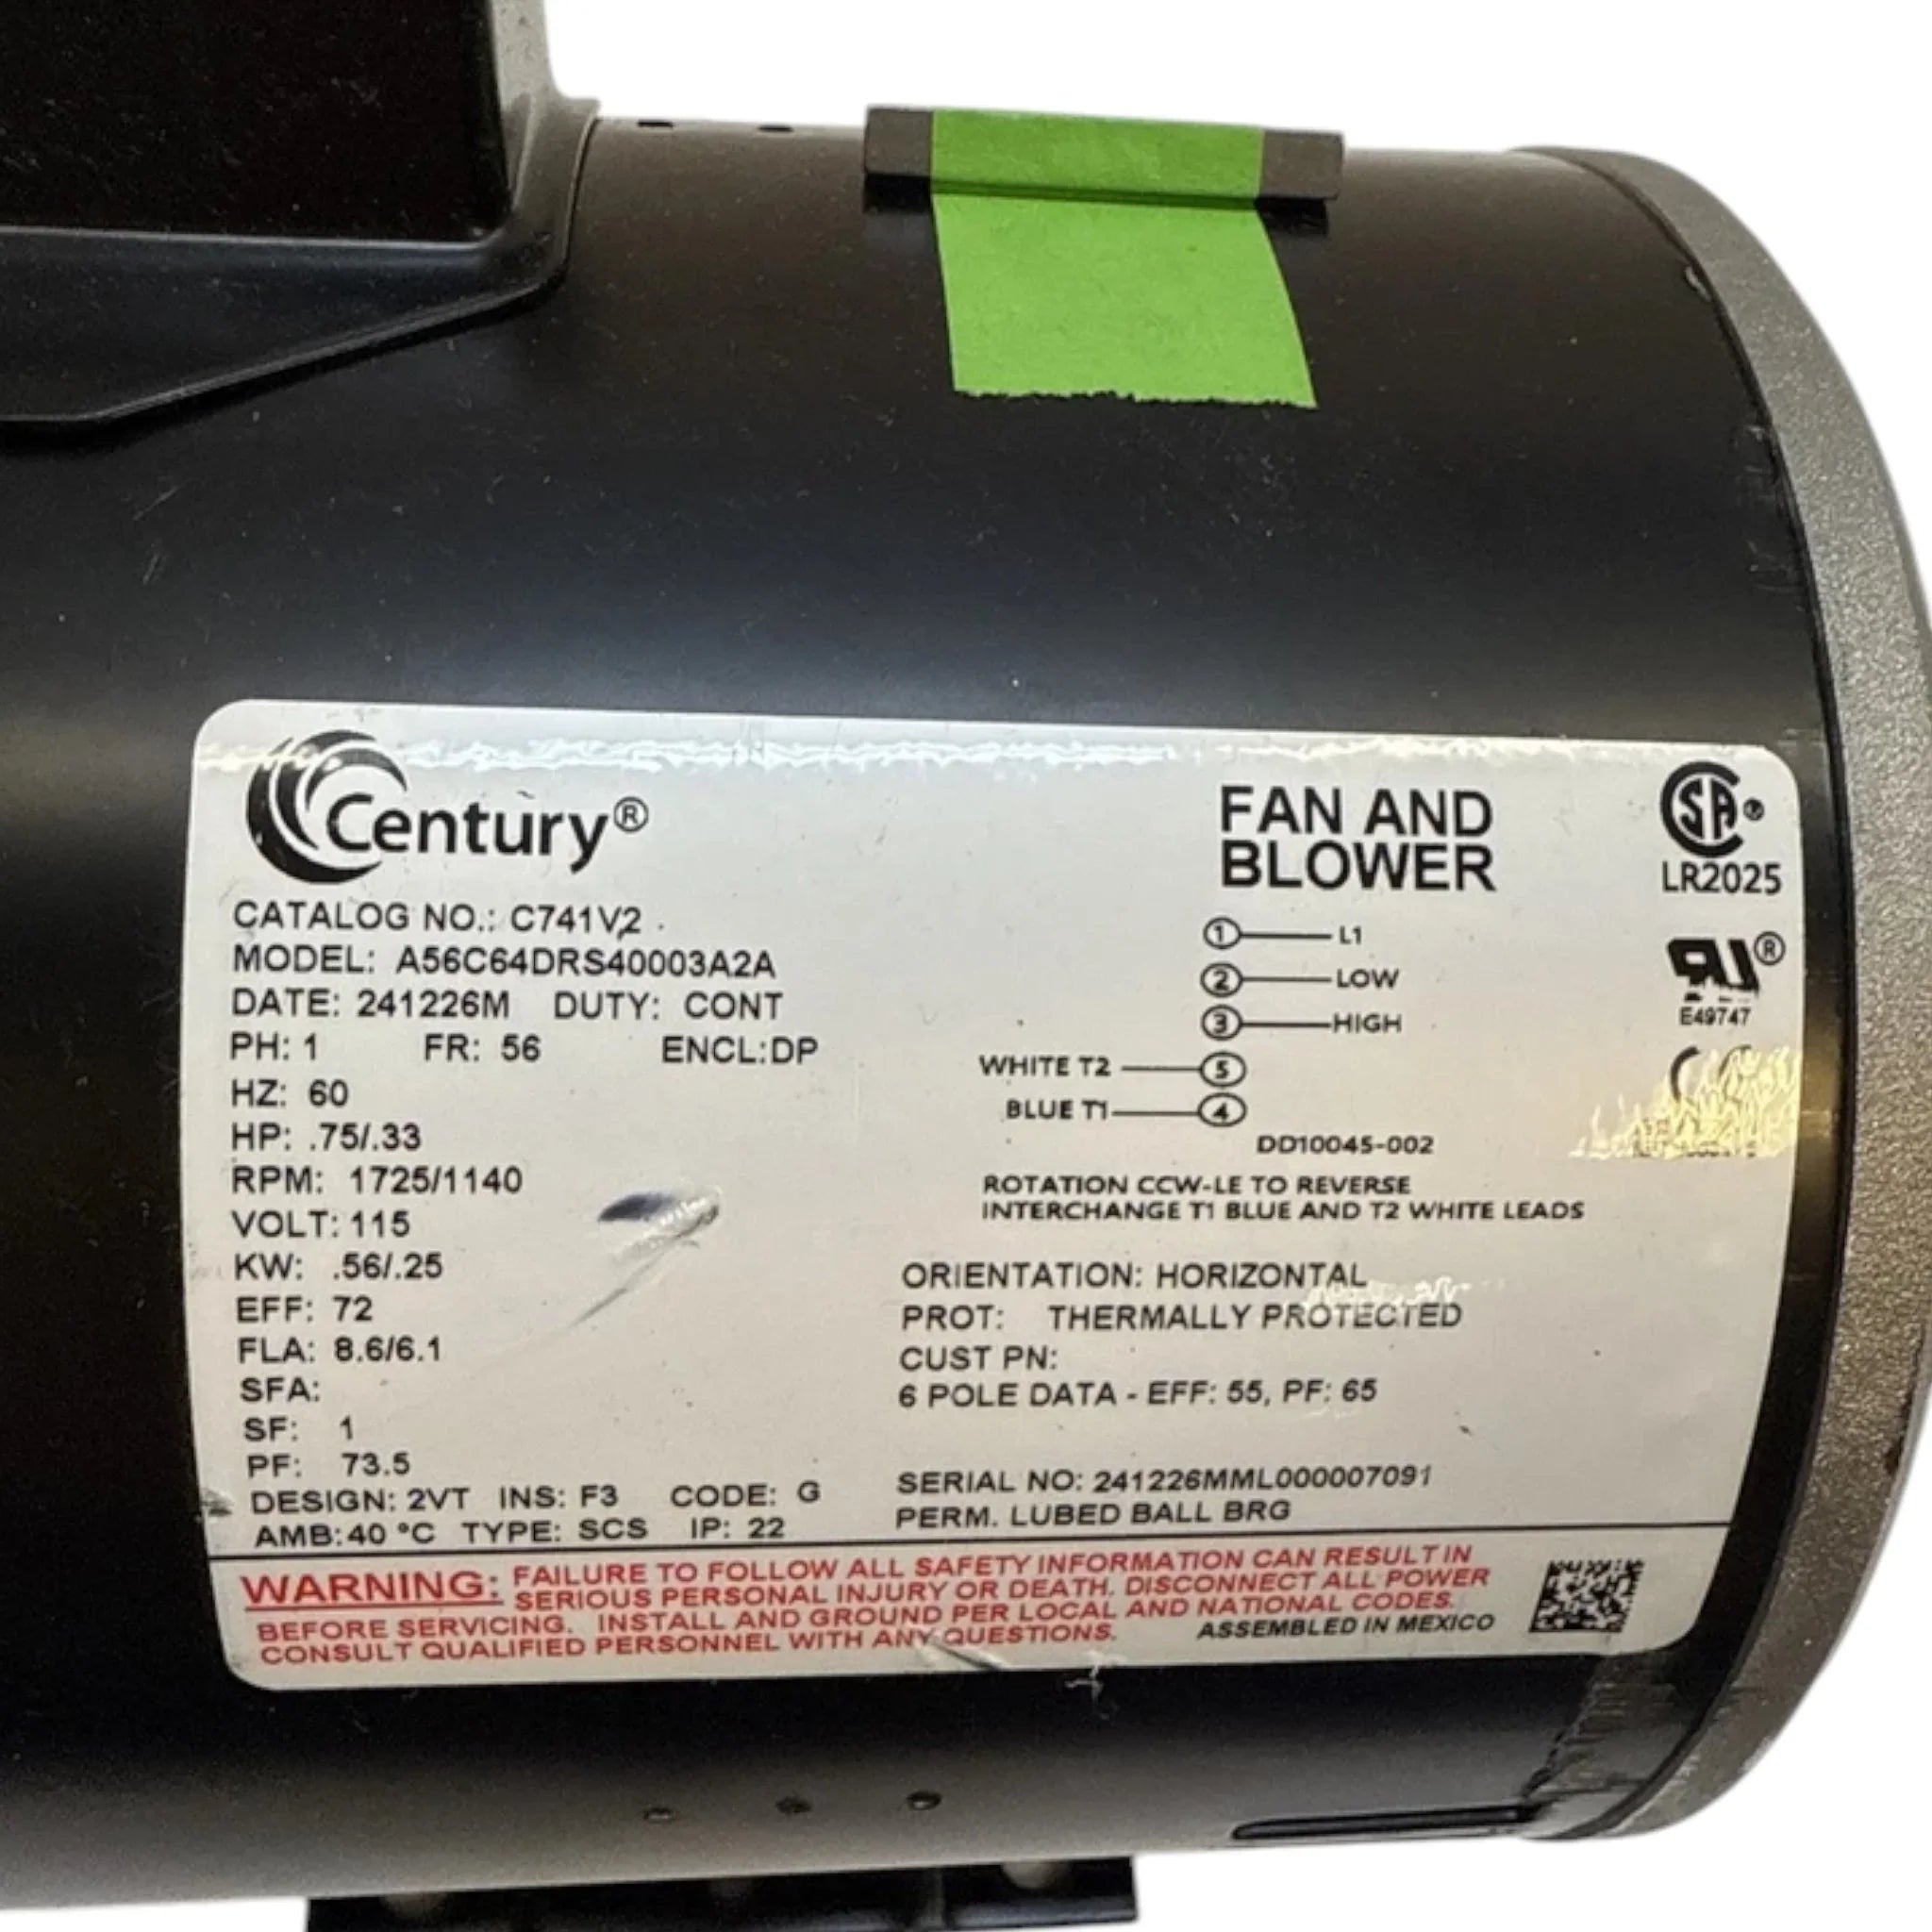 Century®
FAN AND
BLOWER
LR2025
CATALOG NO.: C741V2
MODEL: A56C64DRS40003A2A
DATE: 241226M DUTY: CONT
PH: 1 FR: 56 ENCL:DP
HZ: 60
HP: .75/.33
RPM: 1725/1140
VOLT: 115
KW: .56/.25
EFF: 72
FLA: 8.6/6.1
SFA:
SF: 1
PF: 73.5
DESIGN: 2VT INS: F3 CODE: G
AMB: 40 °C TYPE: SCS IP: 22
1 L1
2 LOW
3 HIGH
WHITE T2 5
BLUE T1 4
DD10045-002
ROTATION CCW-LE TO REVERSE
INTERCHANGE T1 BLUE AND T2 WHITE LEADS
ORIENTATION: HORIZONTAL
PROT: THERMALLY PROTECTED
CUST PN:
6 POLE DATA - EFF: 55, PF: 65
SERIAL NO: 241226MML000007091
PERM. LUBED BALL BRG
®
E49747
WARNING: FAILURE TO FOLLOW ALL SAFETY INFORMATION CAN RESULT IN
SERIOUS PERSONAL INJURY OR DEATH. DISCONNECT ALL POWER
BEFORE SERVICING. INSTALL AND GROUND PER LOCAL AND NATIONAL CODES.
CONSULT QUALIFIED PERSONNEL WITH ANY QUESTIONS.
ASSEMBLED IN MEXICO